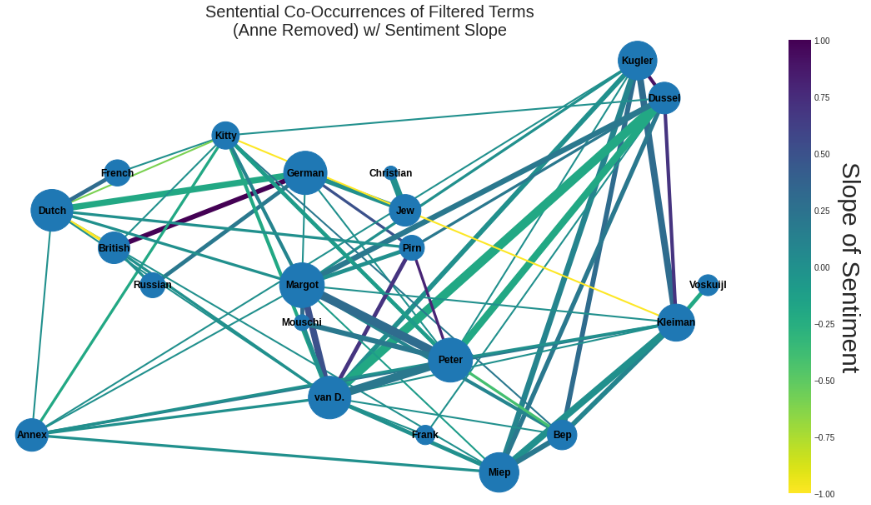 Sentential Co-Occurrences of Filtered Terms
(Anne Removed) w/ Sentiment Slope
Kugler
Dussel
Kitty
French
German
Christian
Dutch
Jew
British
Pirn
Russian
Margot
Voskuijl
Mouschi
Kleiman
Peter
van D.
Annex
Frank
Bep
Miep
1.00
0.75
0.50
0.25
0.00
−0.25
−0.50
−0.75
−1.00
Slope of Sentiment